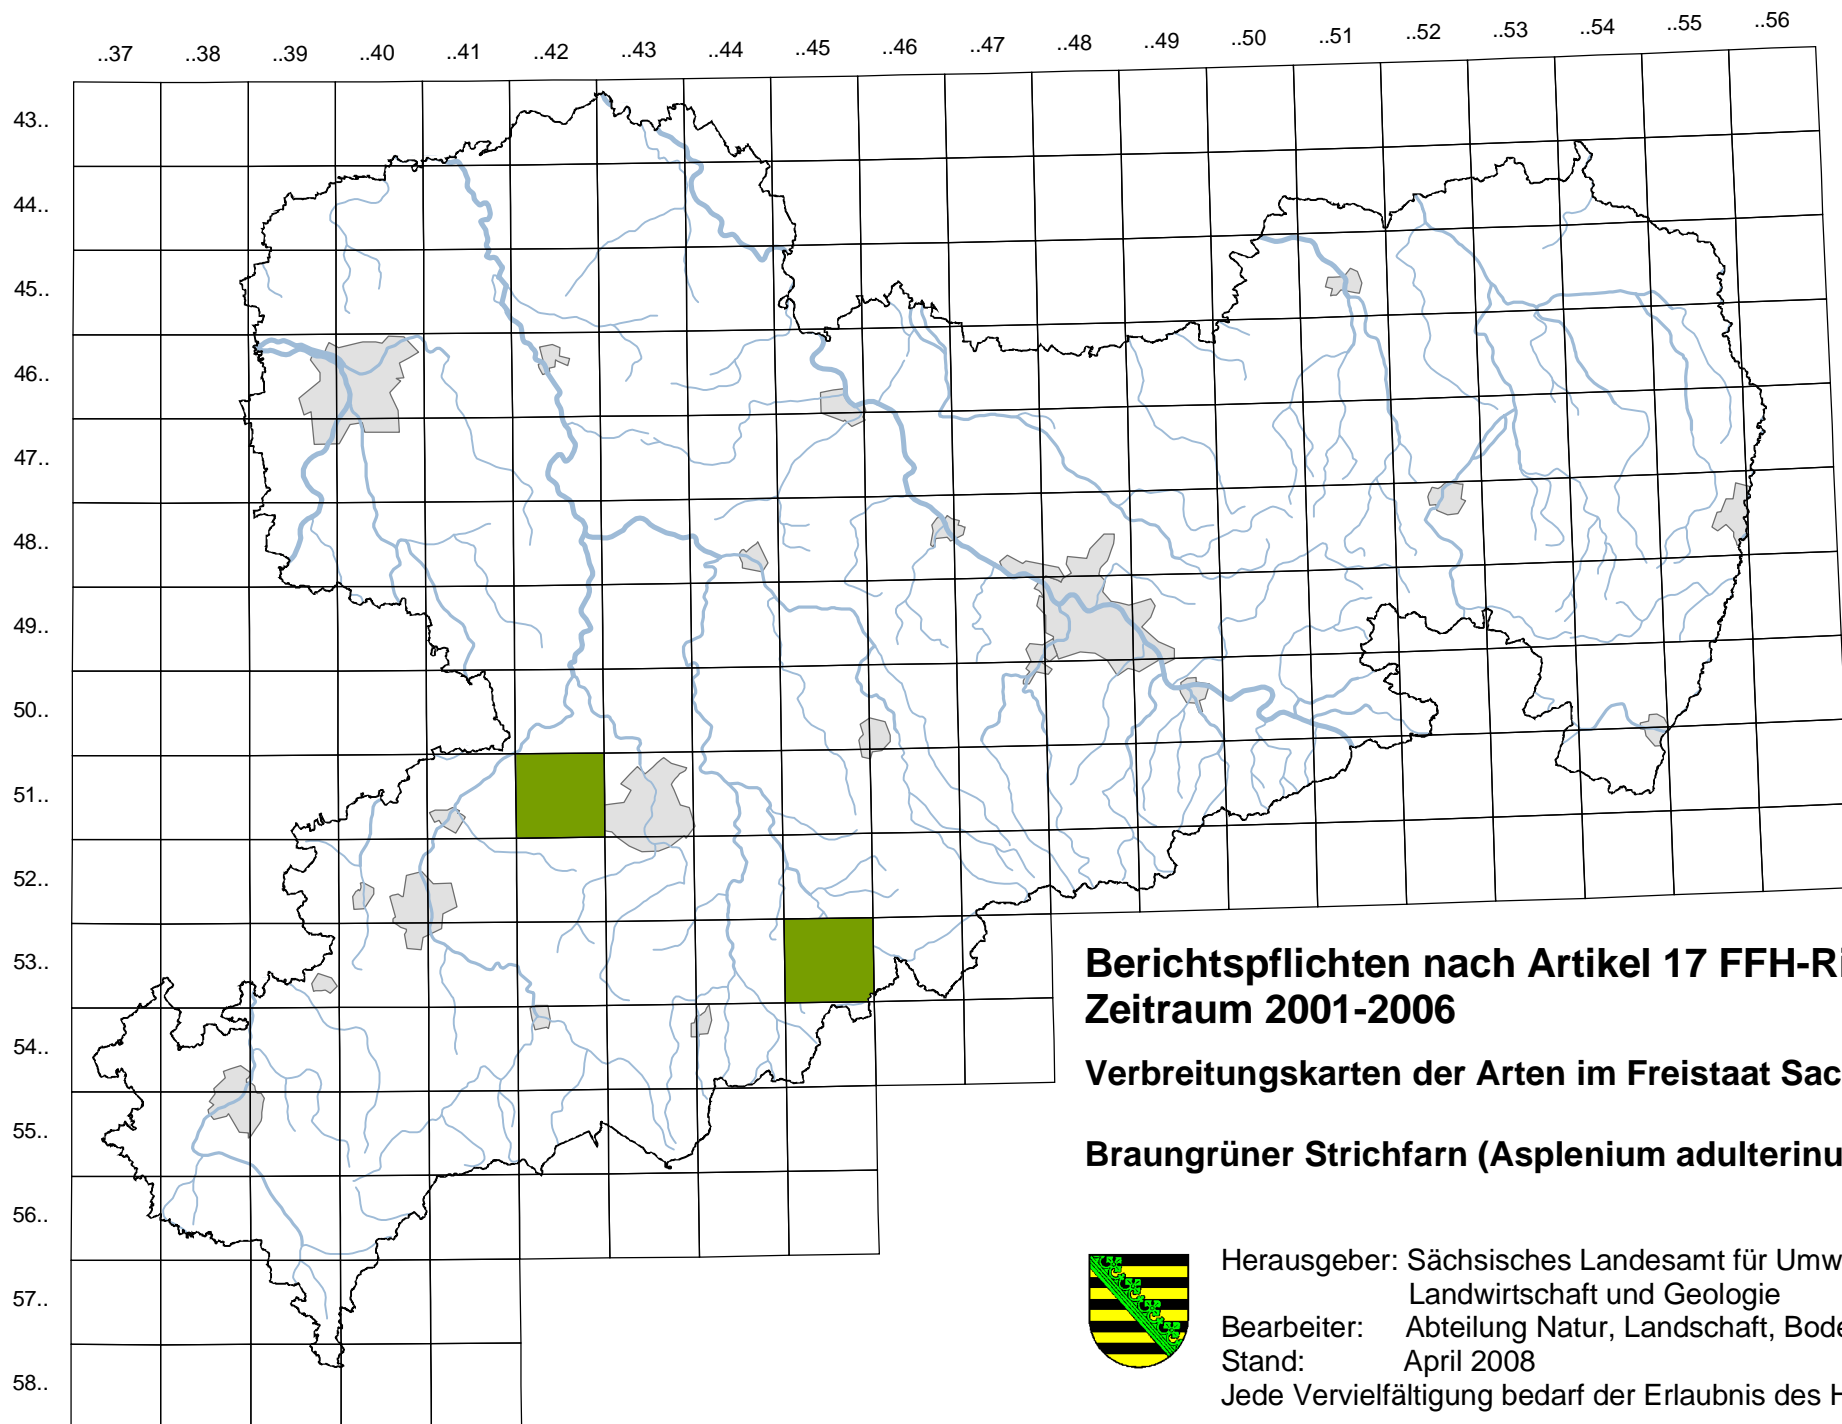 ..37 ..38 ..39 ..40 ..41 ..42 ..43 ..44 ..45 ..46 ..47 ..48 ..49 ..50 ..51 ..52 ..53 ..54 ..55 ..56
43..
44..
45..
46..
47..
48..
49..
50..
51..
52..
53..
54..
55..
56..
57..
58..
Berichtspflichten nach Artikel 17 FFH-Ri
Zeitraum 2001-2006
Verbreitungskarten der Arten im Freistaat Sac
Braungrüner Strichfarn (Asplenium adulterinu
Herausgeber: Sächsisches Landesamt für Umw
Landwirtschaft und Geologie
Bearbeiter: Abteilung Natur, Landschaft, Bode
Stand: April 2008
Jede Vervielfältigung bedarf der Erlaubnis des H